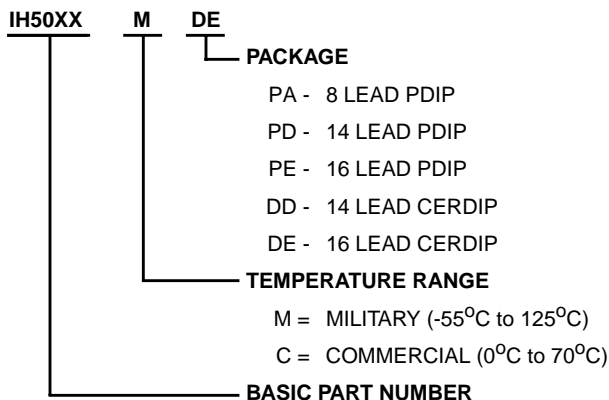 IH50XX M DE
PACKAGE
PA - 8 LEAD PDIP
PD - 14 LEAD PDIP
PE - 16 LEAD PDIP
DD - 14 LEAD CERDIP
DE - 16 LEAD CERDIP
TEMPERATURE RANGE
M = MILITARY (-55°C to 125°C)
C = COMMERCIAL (0°C to 70°C)
BASIC PART NUMBER